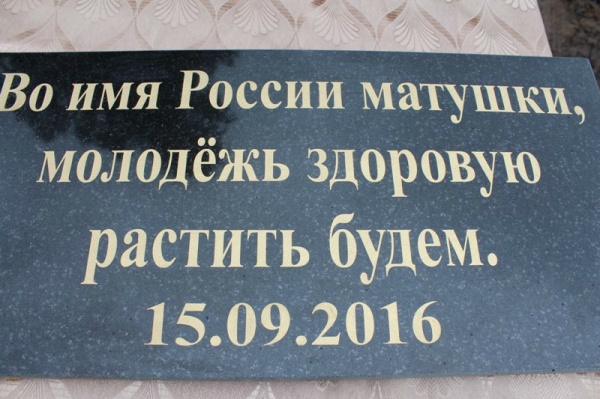 Во имя России матушки,
молодёжь здоровую
растить будем.
15.09.2016